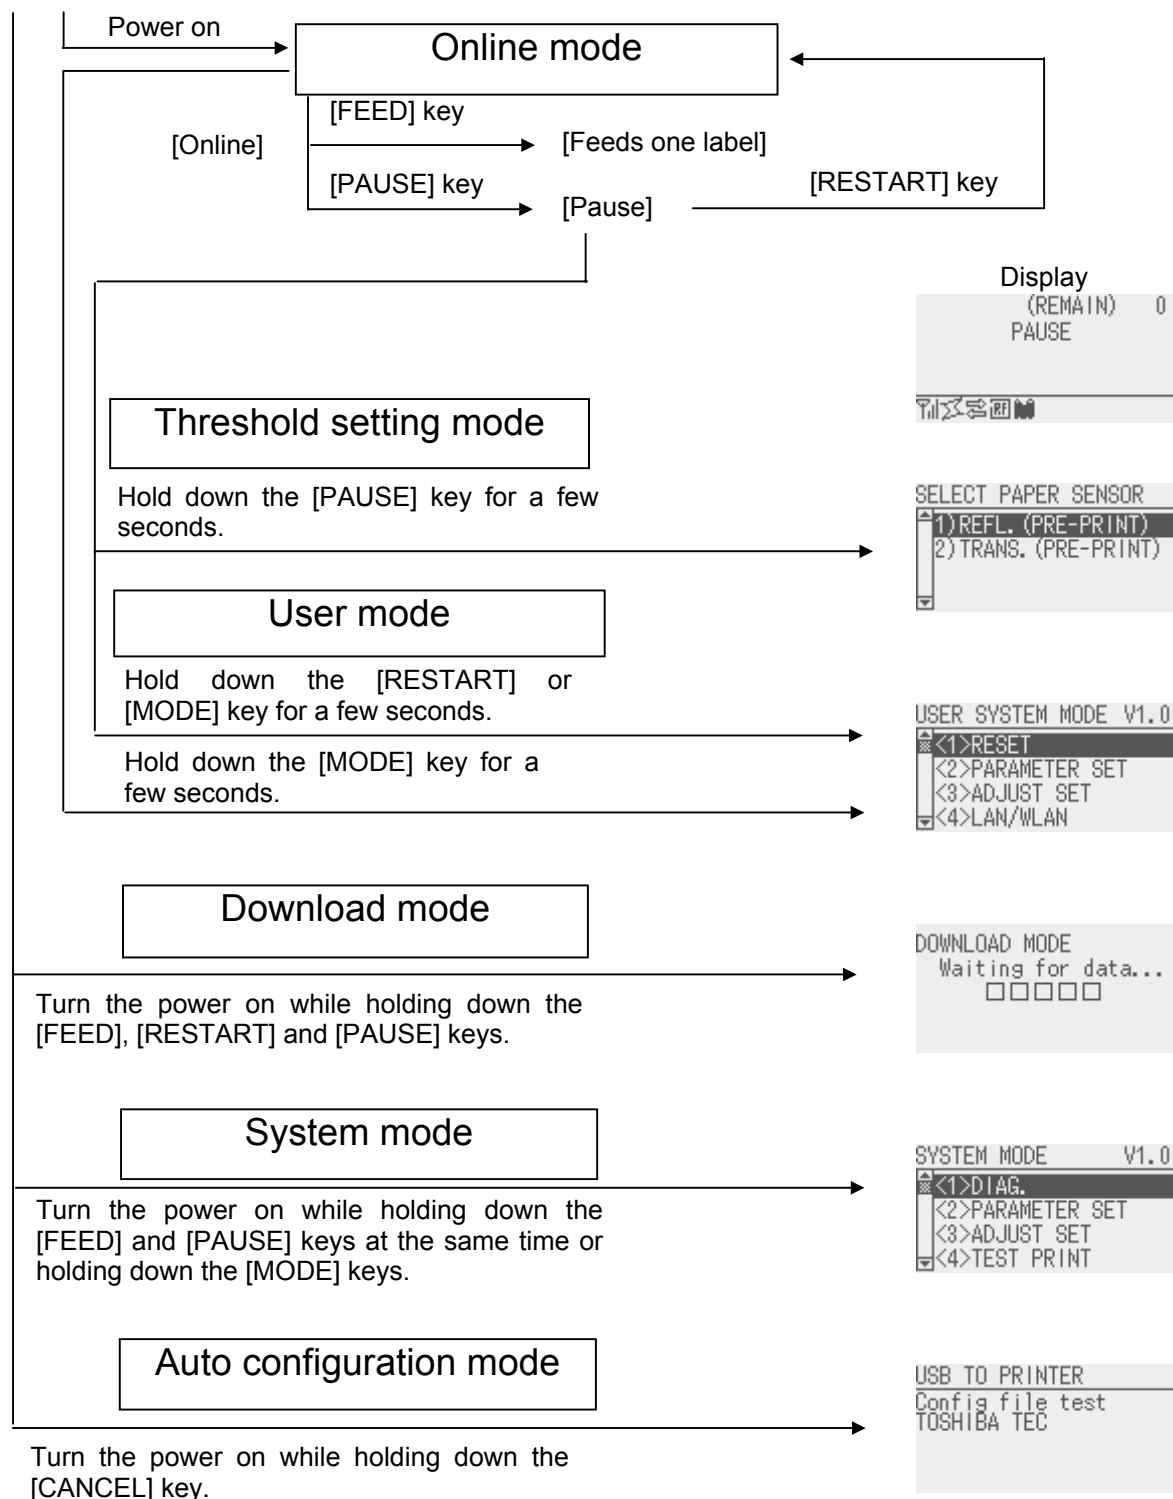 Power on
Online mode
[FEED] key
[Online]
[Feeds one label]
[PAUSE] key
[RESTART] key
[Pause]
Display
(REMAIN) 0
PAUSE
RF
Threshold setting mode
Hold down the [PAUSE] key for a few
seconds.
SELECT PAPER SENSOR
1)REFL.(PRE-PRINT)
2)TRANS.(PRE-PRINT)
User mode
Hold down the [RESTART] or
[MODE] key for a few seconds.
Hold down the [MODE] key for a
few seconds.
USER SYSTEM MODE V1.0
<1>RESET
<2>PARAMETER SET
<3>ADJUST SET
<4>LAN/WLAN
Download mode
Turn the power on while holding down the
[FEED], [RESTART] and [PAUSE] keys.
DOWNLOAD MODE
Waiting for data...
□□□□□
System mode
Turn the power on while holding down the
[FEED] and [PAUSE] keys at the same time or
holding down the [MODE] keys.
SYSTEM MODE V1.0
<1>DIAG.
<2>PARAMETER SET
<3>ADJUST SET
<4>TEST PRINT
Auto configuration mode
Turn the power on while holding down the
[CANCEL] key.
USB TO PRINTER
Config file test
TOSHIBA TEC